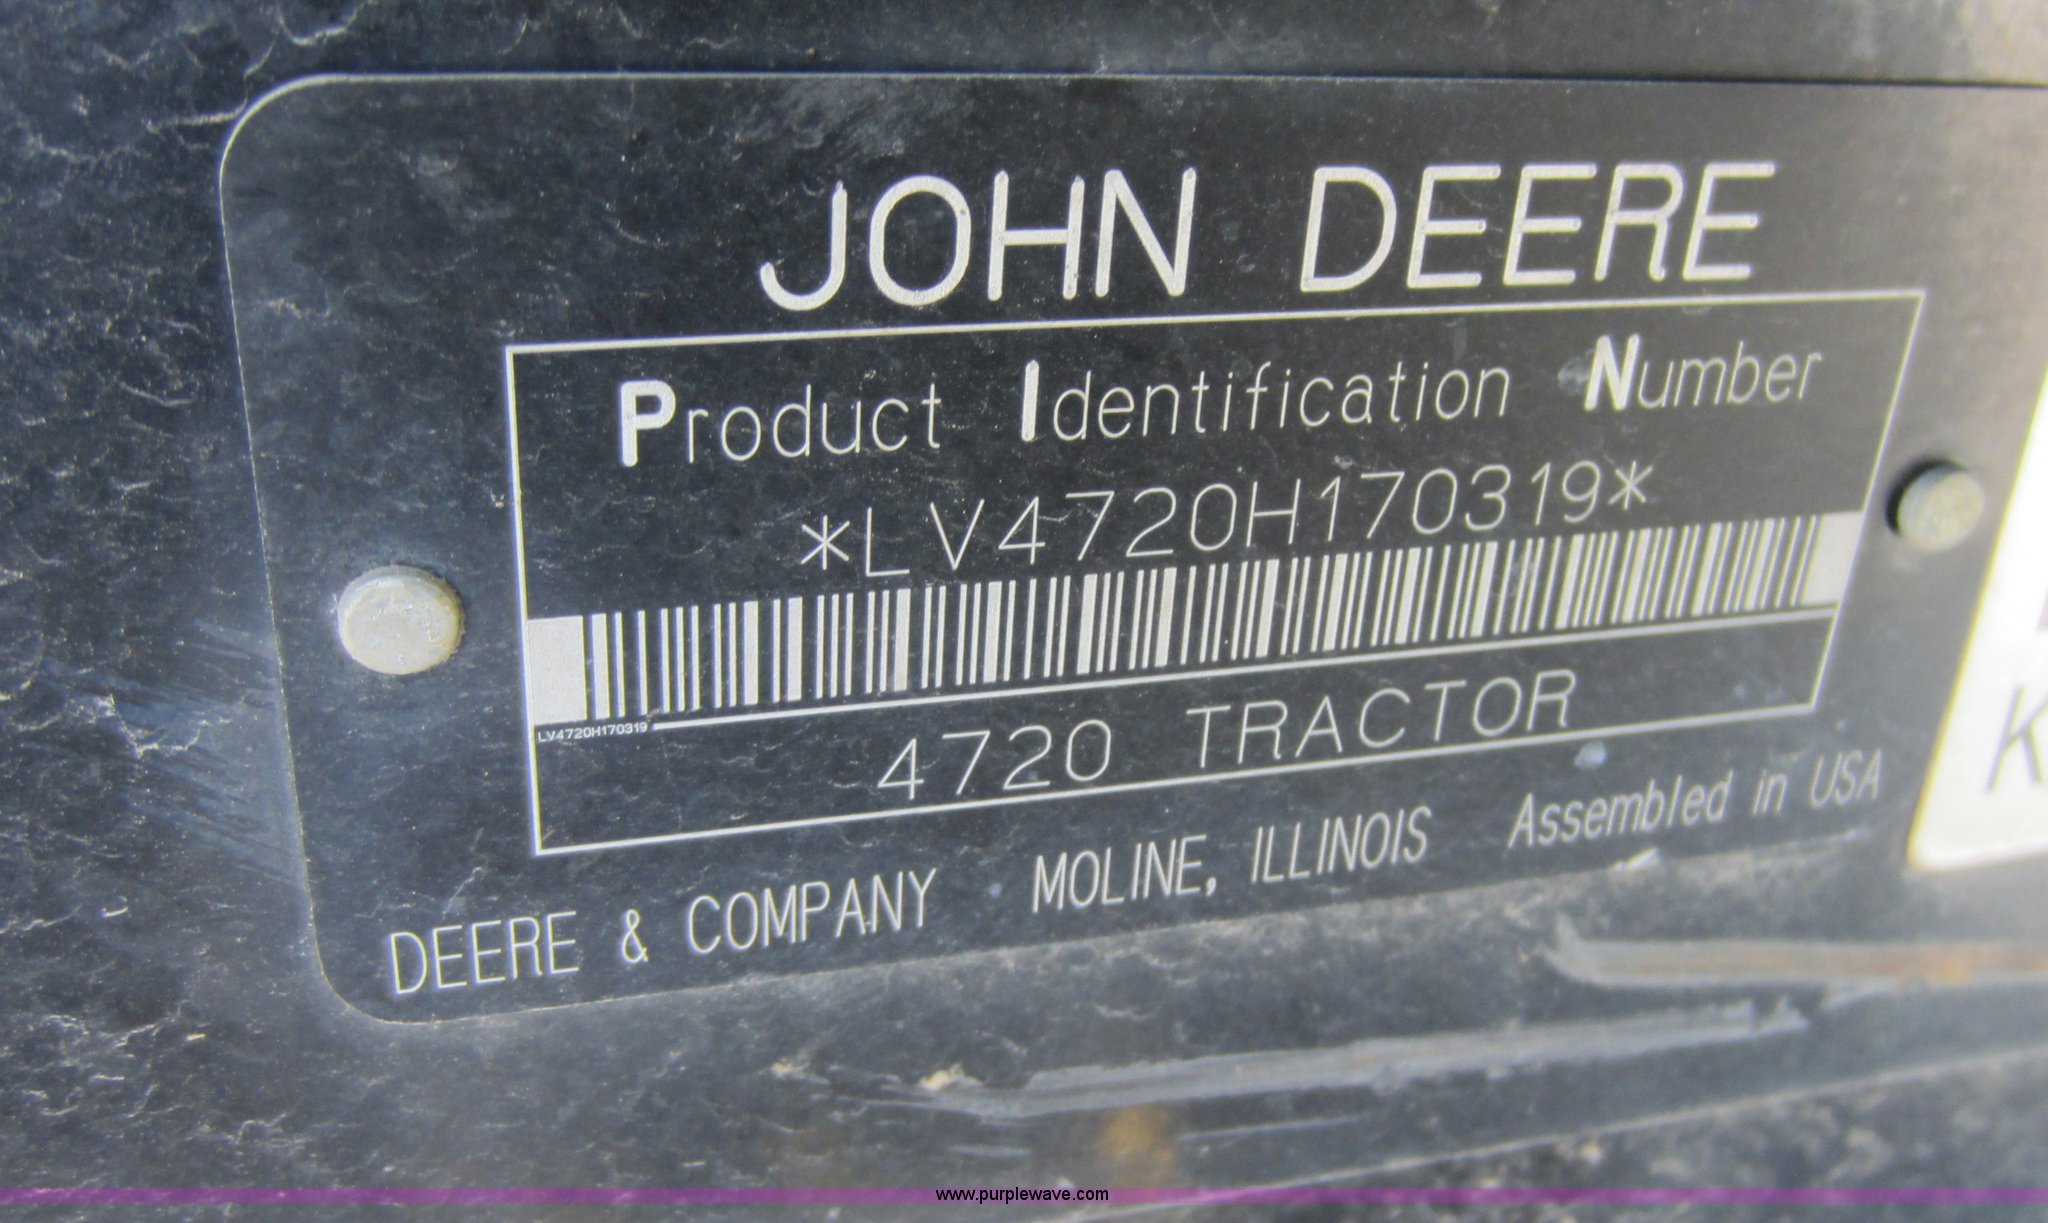 JOHN DEERE
Product Identification Number
*LV4720H170319*
LV4720H170319
4720 TRACTOR
DEERE & COMPANY MOLINE, ILLINOIS Assembled in USA
K
www.purplewave.com